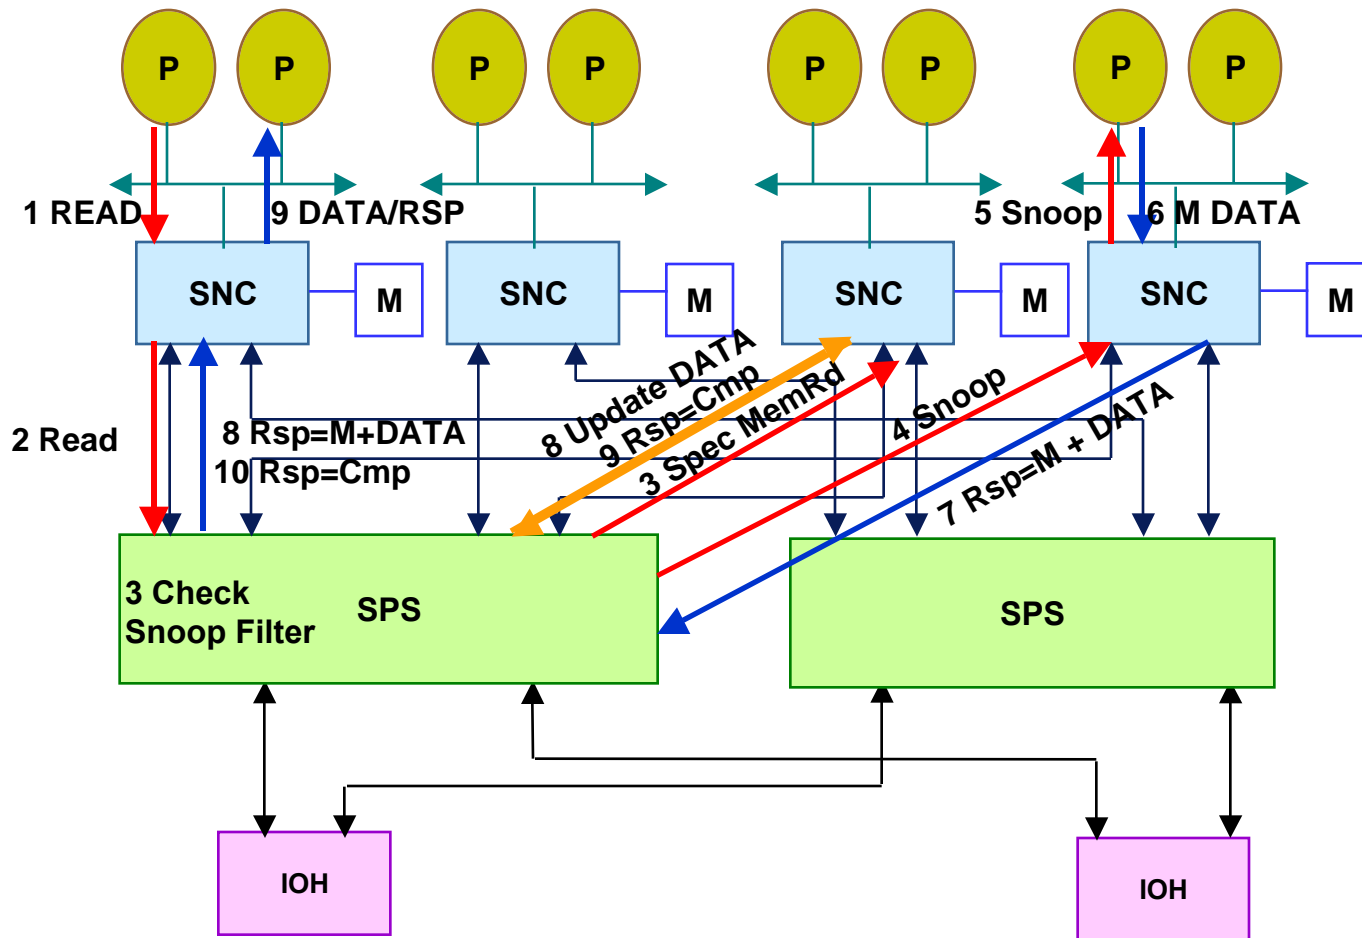 P P P P P P P P
1 READ 9 DATA/RSP 5 Snoop 6 M DATA
SNC M SNC M SNC M SNC M
8 Update DATA
9 Rsp=Cmp
3 Spec MemRd
4 Snoop
7 Rsp=M + DATA
2 Read
8 Rsp=M+DATA
10 Rsp=Cmp
3 Check
Snoop Filter
SPS SPS
IOH IOH